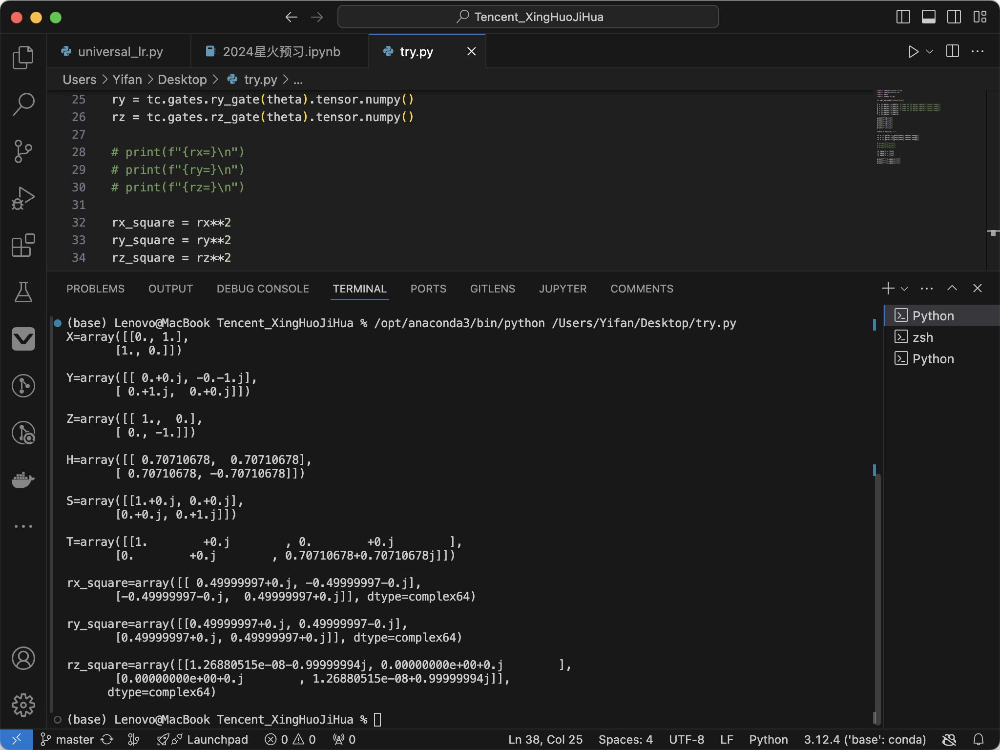 Tencent_XingHuoJiHua
universal_lr.py
2024星火预习.ipynb
try.py
Users > Yifan > Desktop > try.py > ...
25 ry = tc.gates.ry_gate(theta).tensor.numpy()
26 rz = tc.gates.rz_gate(theta).tensor.numpy()
27
28 # print(f"{rx=}\n")
29 # print(f"{ry=}\n")
30 # print(f"{rz=}\n")
31
32 rx_square = rx**2
33 ry_square = ry**2
34 rz_square = rz**2
PROBLEMS OUTPUT DEBUG CONSOLE TERMINAL PORTS GITLENS JUPYTER COMMENTS
Python
zsh
Python
(base) Lenovo@MacBook Tencent_XingHuoJiHua % /opt/anaconda3/bin/python /Users/Yifan/Desktop/try.py
X=array([[0., 1.],
[1., 0.]])
Y=array([[ 0.+0.j, -0.-1.j],
[ 0.+1.j,  0.+0.j]])
Z=array([[ 1.,  0.],
[ 0., -1.]])
H=array([[ 0.70710678,  0.70710678],
[ 0.70710678, -0.70710678]])
S=array([[1.+0.j, 0.+0.j],
[0.+0.j, 0.+1.j]])
T=array([[1.        +0.j        , 0.        +0.j        ],
[0.        +0.j        , 0.70710678+0.70710678j]])
rx_square=array([[ 0.49999997+0.j, -0.49999997-0.j],
[-0.49999997-0.j,  0.49999997+0.j]], dtype=complex64)
ry_square=array([[0.49999997+0.j, 0.49999997-0.j],
[0.49999997+0.j, 0.49999997+0.j]], dtype=complex64)
rz_square=array([[1.26880515e-08-0.99999994j, 0.00000000e+00+0.j        ],
[0.00000000e+00+0.j        , 1.26880515e-08+0.99999994j]],
dtype=complex64)
(base) Lenovo@MacBook Tencent_XingHuoJiHua %
master Launchpad 0 0 0 Ln 38, Col 25 Spaces: 4 UTF-8 LF Python 3.12.4 ('base': conda)